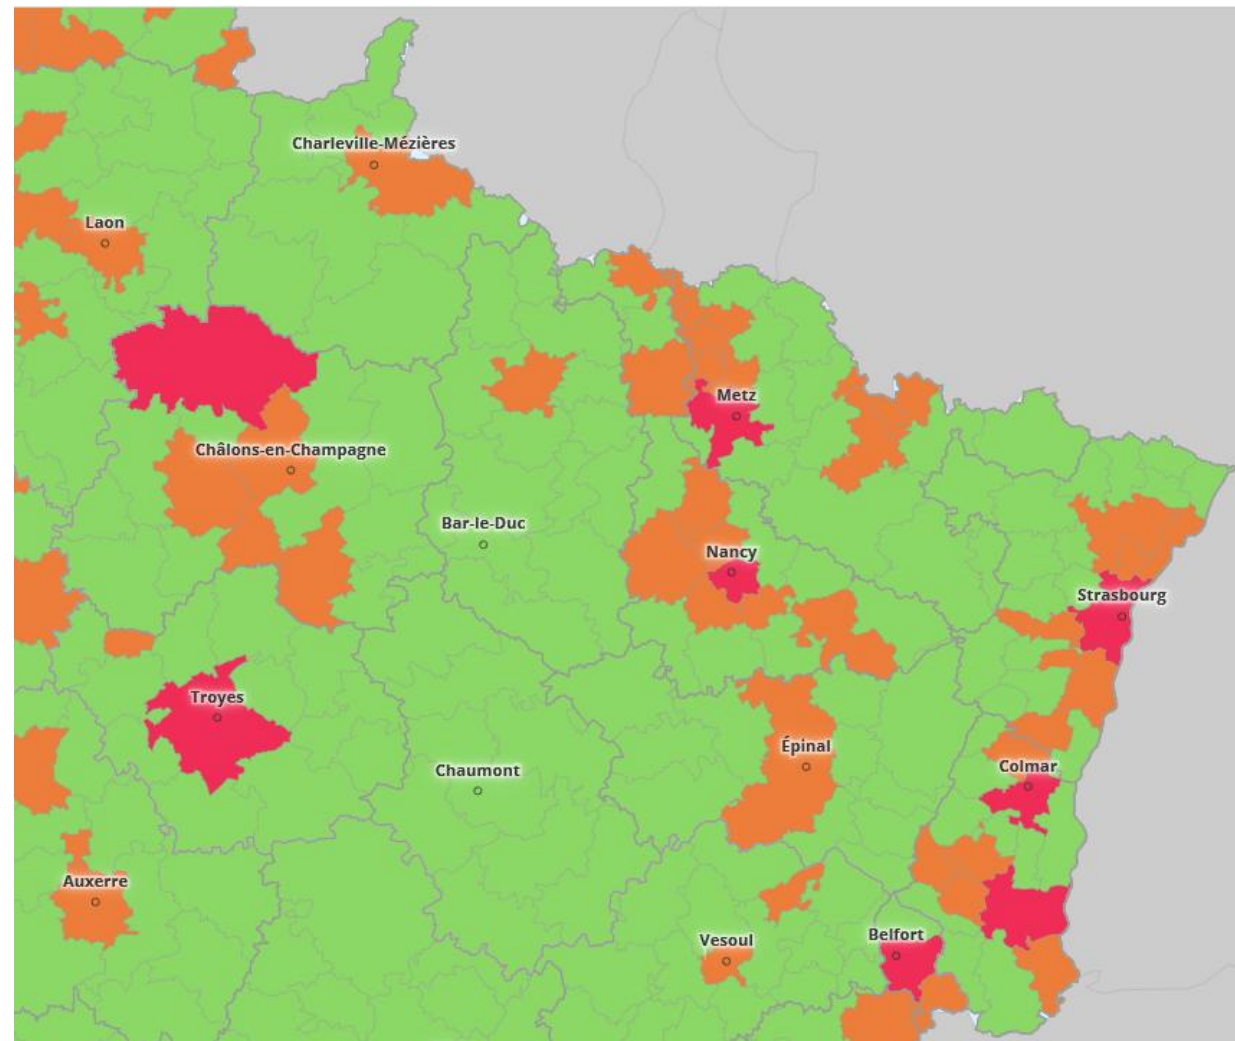 Charleville-Mézières
Laon
Metz
Châlons-en-Champagne
Bar-le-Duc
Nancy
Strasbourg
Troyes
Épinal
Colmar
Chaumont
Auxerre
Belfort
Vesoul